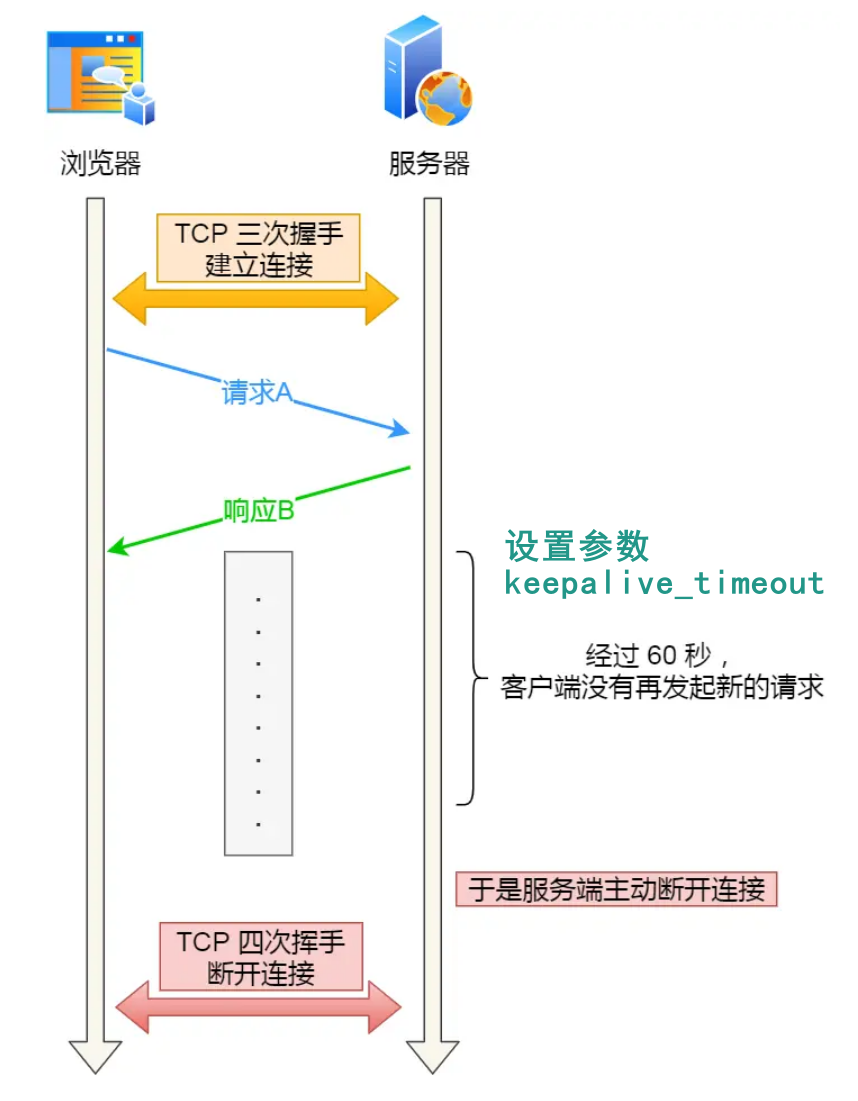 浏览器
服务器
TCP 三次握手
建立连接
请求A
响应B
设置参数
keepalive_timeout
经过 60 秒，
客户端没有再发起新的请求
于是服务端主动断开连接
TCP 四次挥手
断开连接